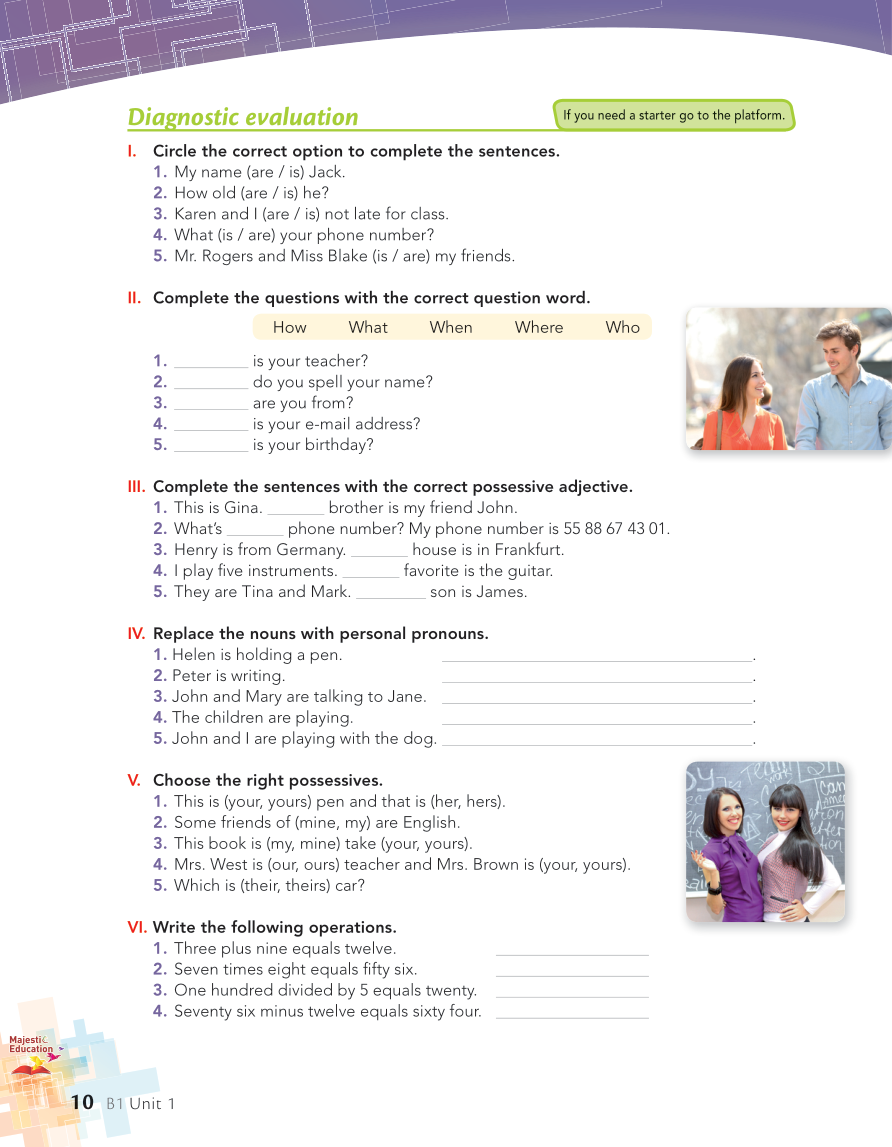 Diagnostic evaluation
If you need a starter go to the platform.
I. Circle the correct option to complete the sentences.
1. My name (are / is) Jack.
2. How old (are / is) he?
3. Karen and I (are / is) not late for class.
4. What (is / are) your phone number?
5. Mr. Rogers and Miss Blake (is / are) my friends.
II. Complete the questions with the correct question word.
How What When Where Who
1. ________ is your teacher?
2. ________ do you spell your name?
3. ________ are you from?
4. ________ is your e-mail address?
5. ________ is your birthday?
III. Complete the sentences with the correct possessive adjective.
1. This is Gina. ______ brother is my friend John.
2. What’s ______ phone number? My phone number is 55 88 67 43 01.
3. Henry is from Germany. ______ house is in Frankfurt.
4. I play five instruments. ______ favorite is the guitar.
5. They are Tina and Mark. ________ son is James.
IV. Replace the nouns with personal pronouns.
1. Helen is holding a pen. ______________________________.
2. Peter is writing. ______________________________.
3. John and Mary are talking to Jane. ______________________________.
4. The children are playing. ______________________________.
5. John and I are playing with the dog. ______________________________.
V. Choose the right possessives.
1. This is (your, yours) pen and that is (her, hers).
2. Some friends of (mine, my) are English.
3. This book is (my, mine) take (your, yours).
4. Mrs. West is (our, ours) teacher and Mrs. Brown is (your, yours).
5. Which is (their, theirs) car?
VI. Write the following operations.
1. Three plus nine equals twelve. ________________
2. Seven times eight equals fifty six. ________________
3. One hundred divided by 5 equals twenty. ________________
4. Seventy six minus twelve equals sixty four. ________________
Majestic
Education
10 B1 Unit 1